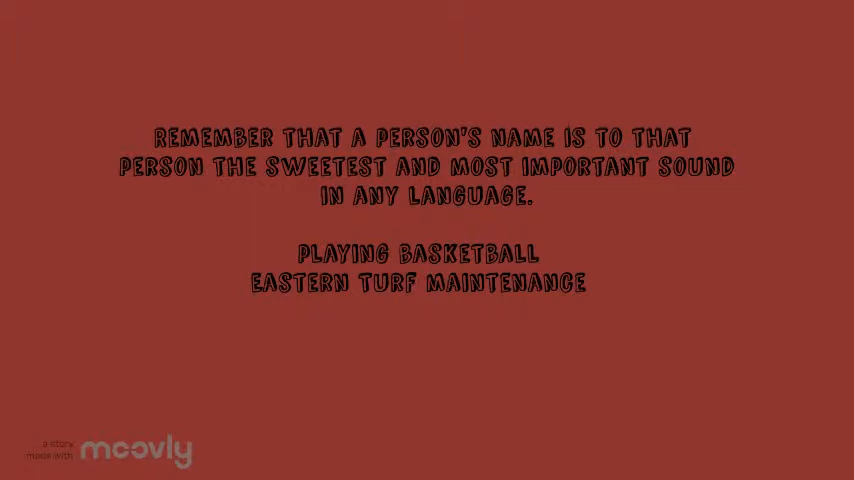 REMEMBER THAT A PERSON'S NAME IS TO THAT
PERSON THE SWEETEST AND MOST IMPORTANT SOUND
IN ANY LANGUAGE.
PLAYING BASKETBALL
EASTERN TURF MAINTENANCE
a story
made with
moovly